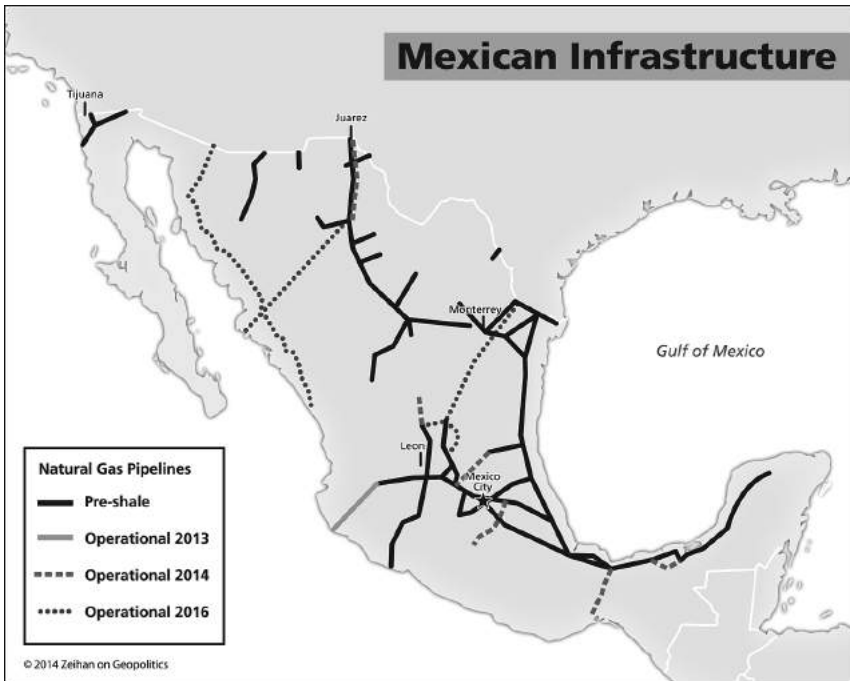 Mexican Infrastructure
Tijuana
Juarez
Monterrey
Gulf of Mexico
Leon
Mexico
City
Natural Gas Pipelines
Pre-shale
Operational 2013
Operational 2014
Operational 2016
© 2014 Zeihan on Geopolitics